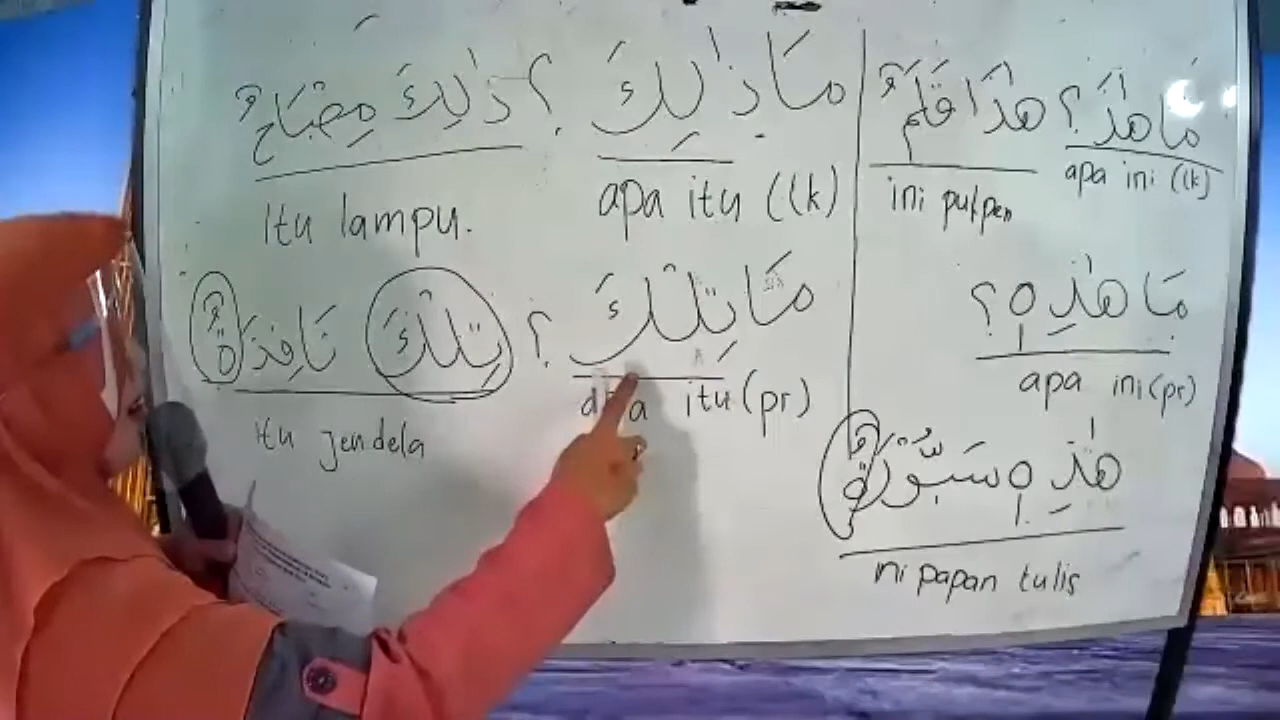 مَا هٰذَ؟ هٰذَا قَلَمٌ
apa ini (lk)
ini pulpen
مَا هٰذِهِ؟
apa ini (pr)
هٰذِهِ سَبُّوْرَةٌ
ini papan tulis
مَا ذٰلِكَ؟ ذٰلِكَ مِصْبَاحٌ
apa itu (lk)
Itu lampu.
مَا تِلْكَ؟ تِلْكَ نَافِذَةٌ
itu (pr)
itu jendela